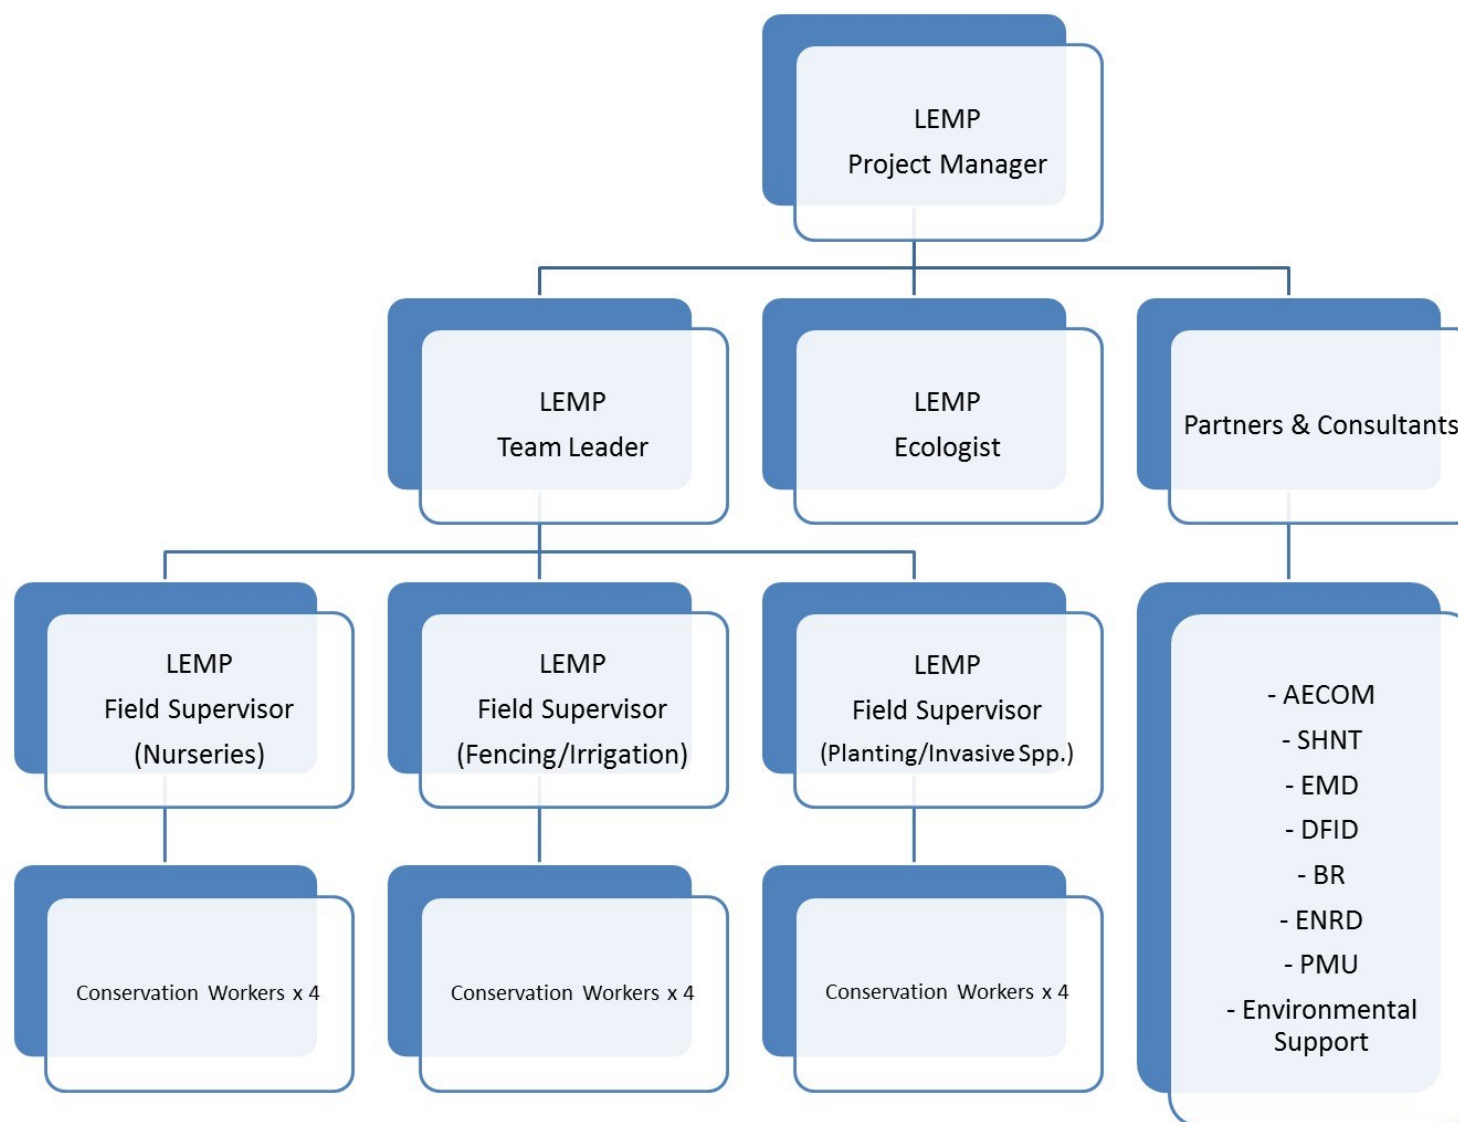 LEMP
Project Manager
LEMP
Team Leader
LEMP
Ecologist
Partners & Consultants
LEMP
Field Supervisor
(Nurseries)
LEMP
Field Supervisor
(Fencing/Irrigation)
LEMP
Field Supervisor
(Planting/Invasive Spp.)
- AECOM
- SHNT
- EMD
- DFID
- BR
- ENRD
- PMU
- Environmental
Support
Conservation Workers x 4
Conservation Workers x 4
Conservation Workers x 4